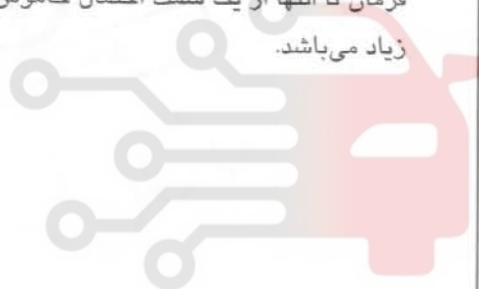 فرمان تا انتها از یک سمت احتمال خاموش
زیاد می‌باشد.